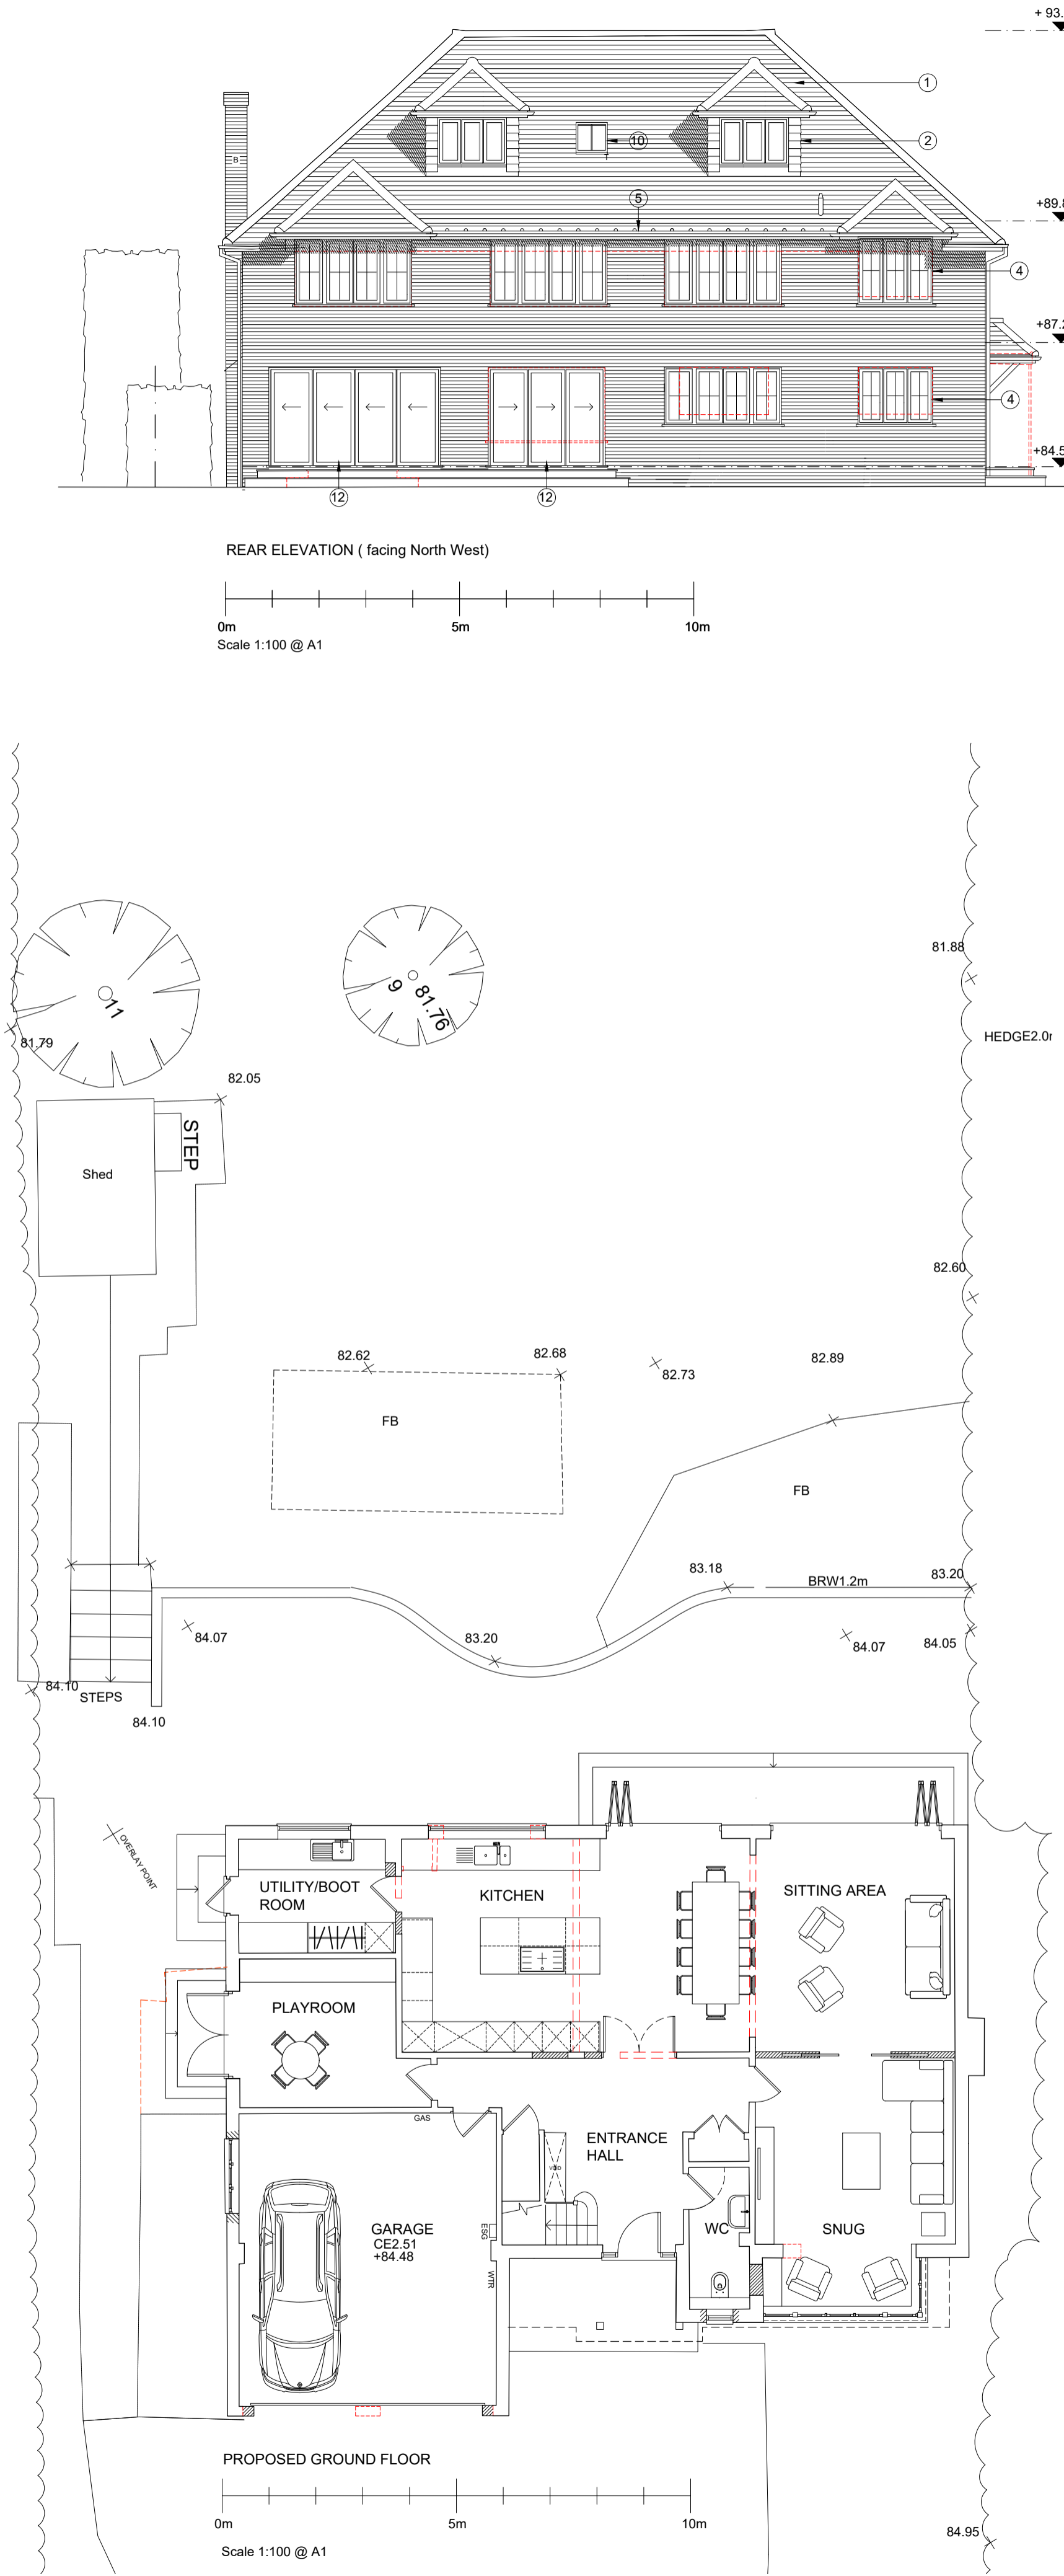 + 93.
1
2
10
B
5
+89.8
4
+87.2
4
+84.5
12
12
REAR ELEVATION ( facing North West)
0m
5m
10m
Scale 1:100 @ A1
81.88
11
9
81.76
81.79
HEDGE2.0
82.05
STEP
Shed
82.60
82.62
82.68
82.73
82.89
FB
FB
83.18
BRW1.2m
83.20
84.07
83.20
84.07
84.05
84.10
STEPS
84.10
OVERLAY POINT
UTILITY/BOOT
ROOM
KITCHEN
SITTING AREA
PLAYROOM
GAS
ENTRANCE
HALL
VOID
GARAGE
CE2.51
+84.48
ESG
WTR
WC
SNUG
PROPOSED GROUND FLOOR
0m
5m
10m
Scale 1:100 @ A1
84.95